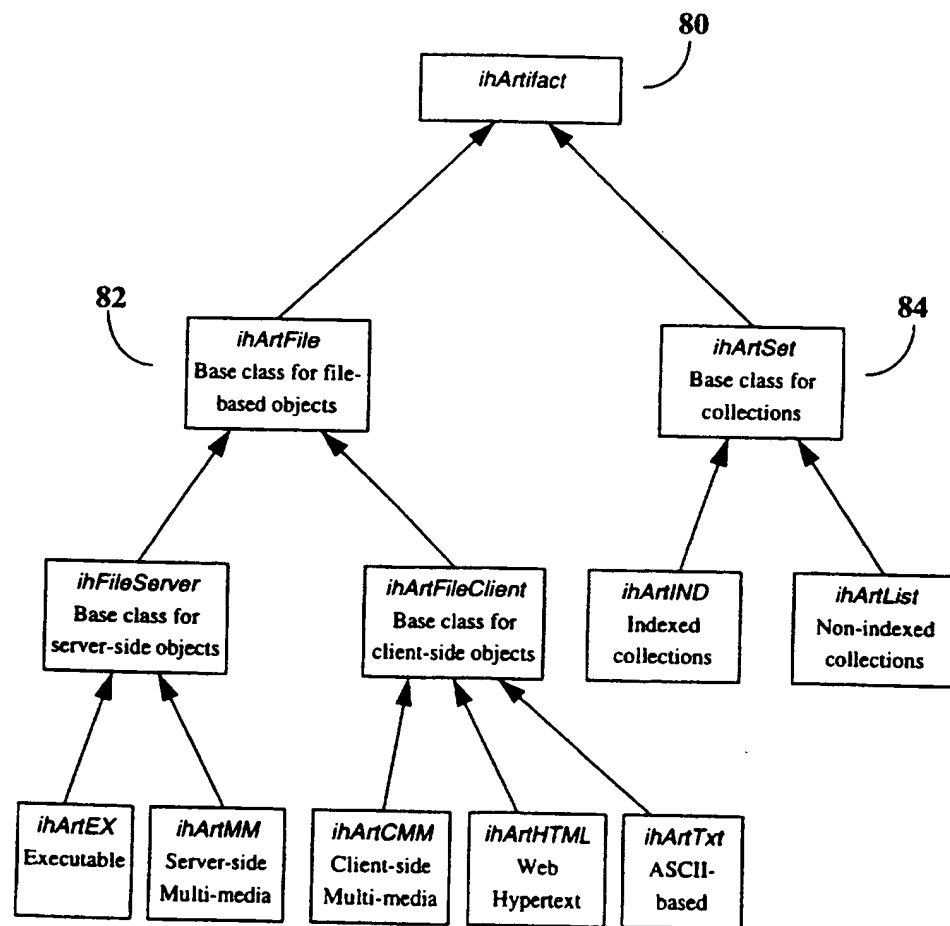 80
ihArtifact
82
ihArtFile
Base class for file-
based objects
84
ihArtSet
Base class for
collections
ihFileServer
Base class for
server-side objects
ihArtFileClient
Base class for
client-side objects
ihArtIND
Indexed
collections
ihArtList
Non-indexed
collections
ihArtEX
Executable
ihArtMM
Server-side
Multi-media
ihArtCMM
Client-side
Multi-media
ihArtHTML
Web
Hypertext
ihArtTxt
ASCII-
based